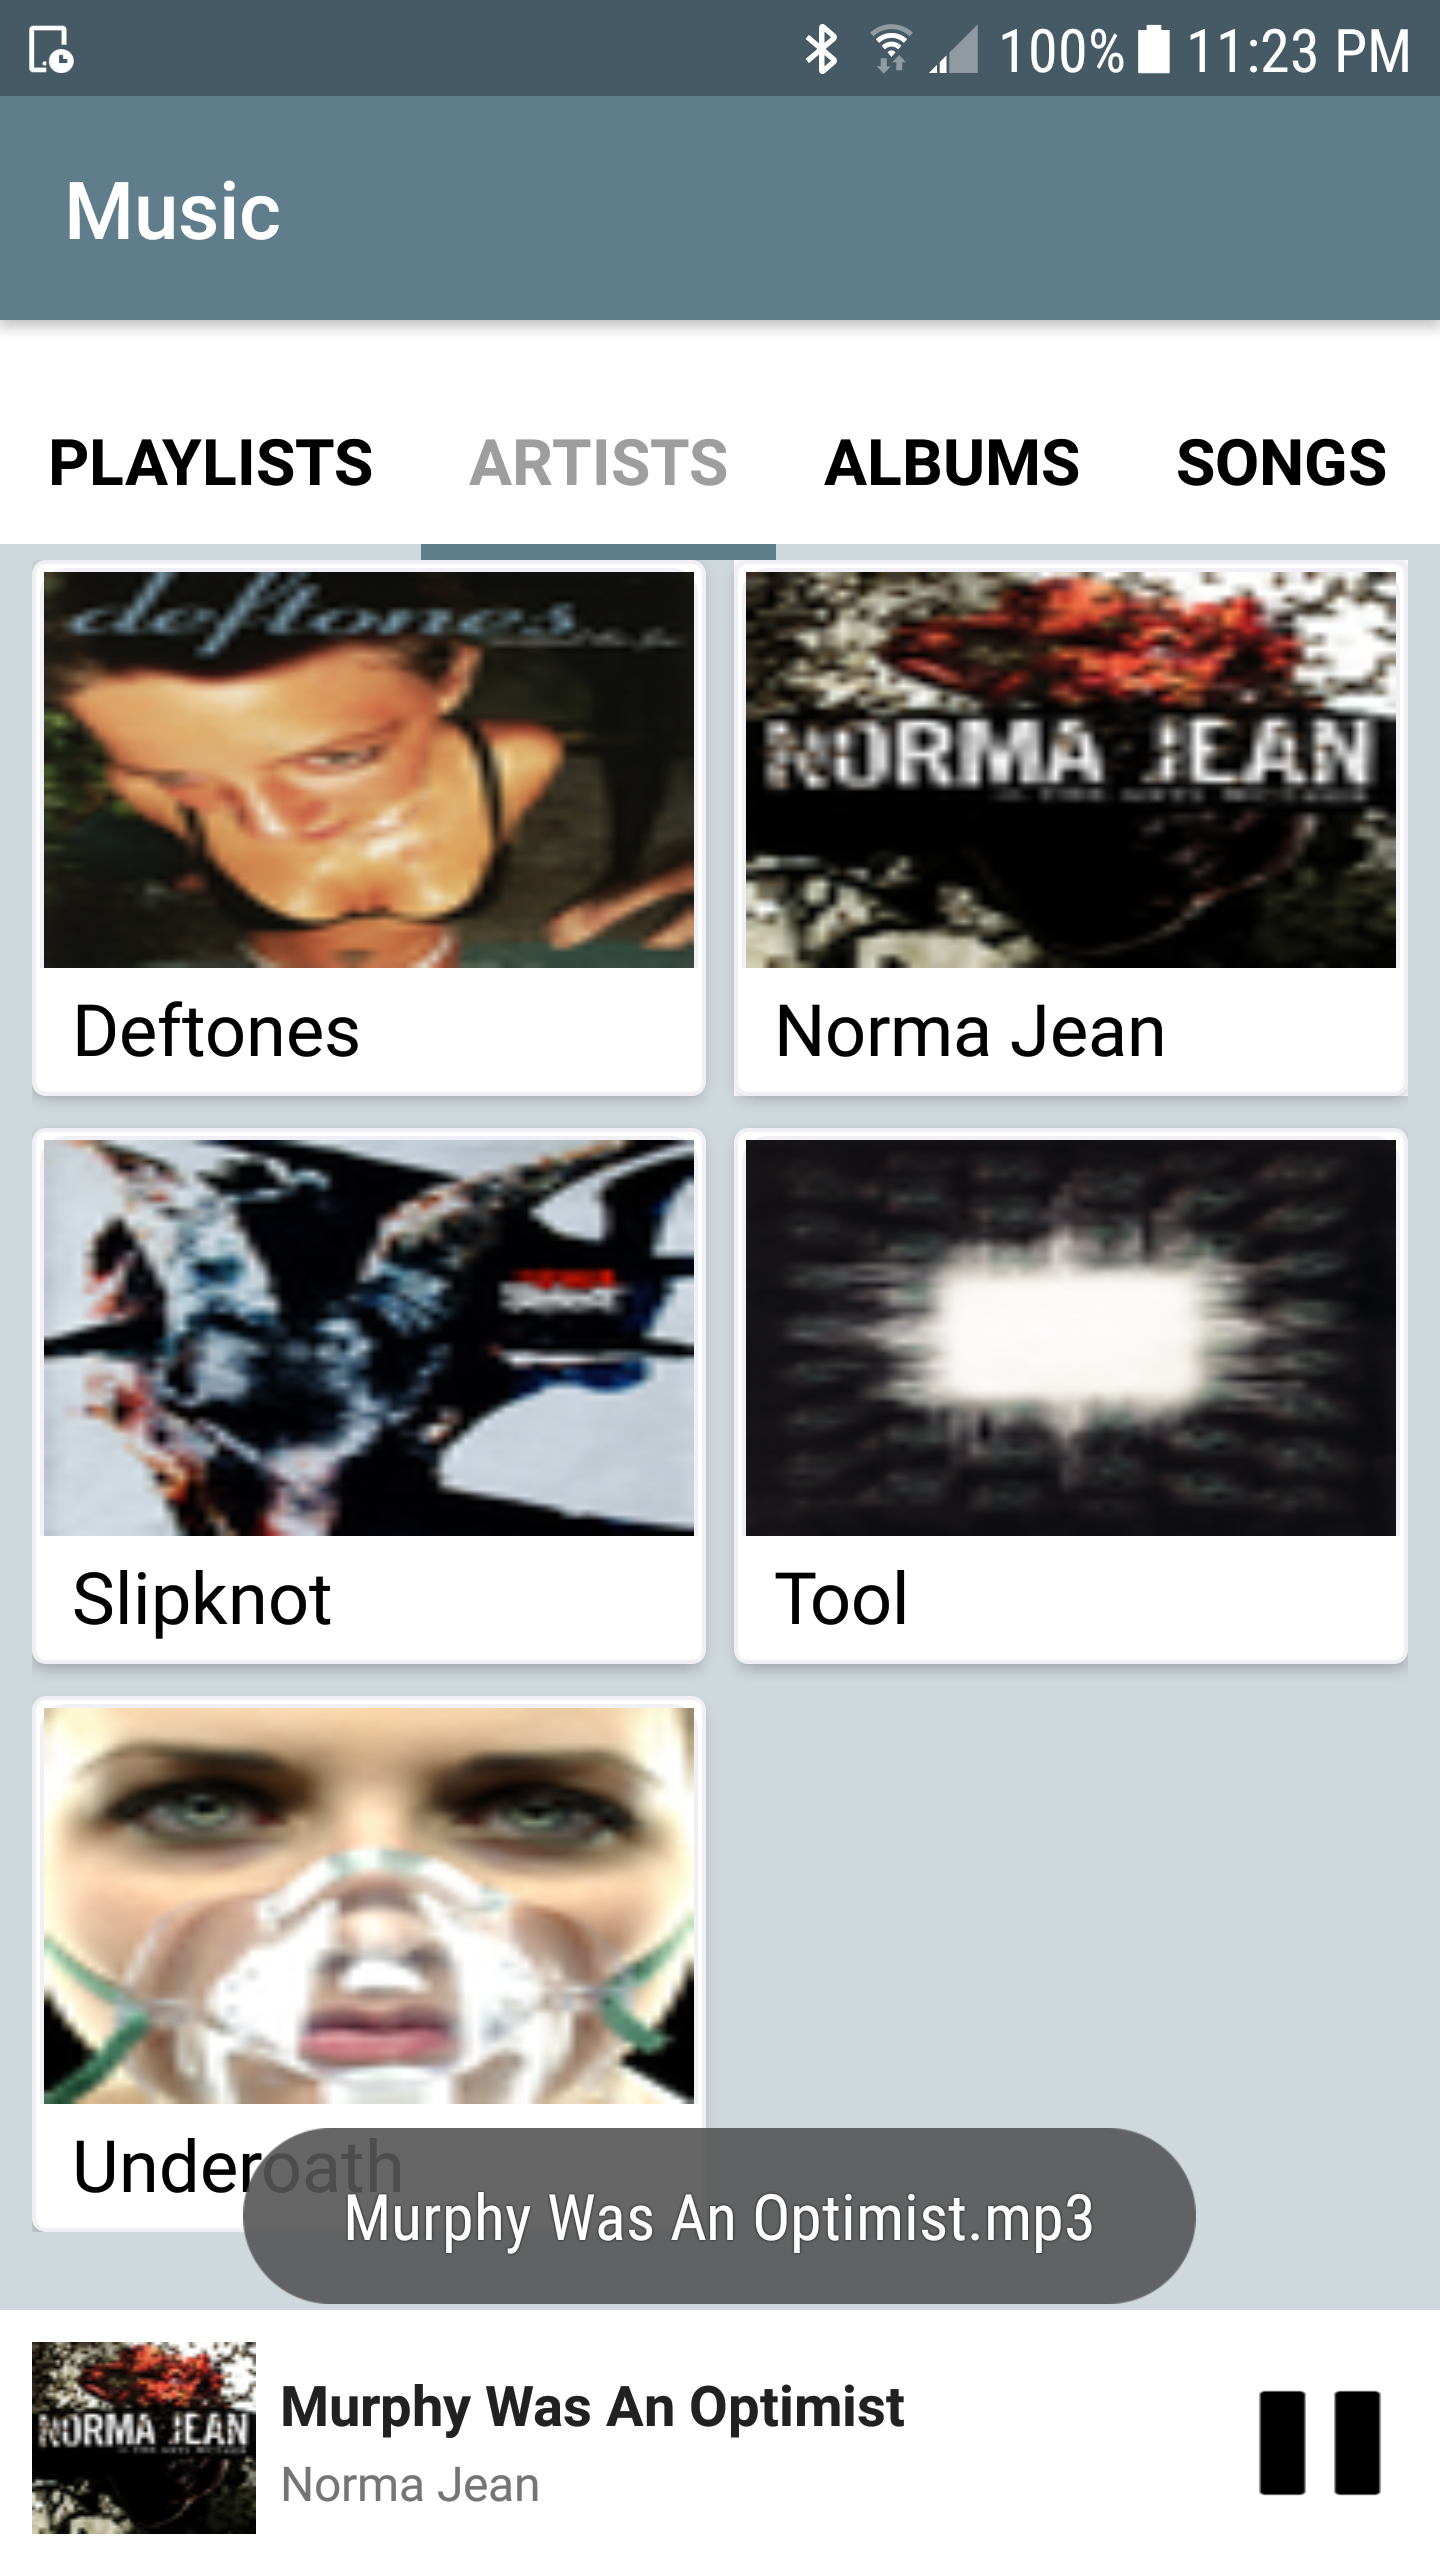 100% 11:23 PM
Music
PLAYLISTS ARTISTS ALBUMS SONGS
deftones
NORMA JEAN
Deftones
Norma Jean
Slipknot
Tool
Underoath
Murphy Was An Optimist.mp3
NORMA JEAN
Murphy Was An Optimist
Norma Jean